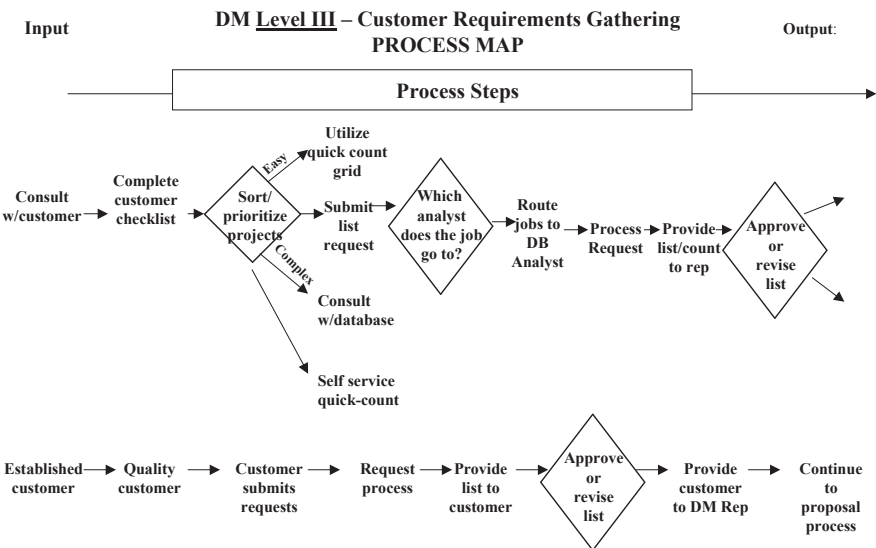 Input
DM Level III – Customer Requirements Gathering
PROCESS MAP
Output:
Process Steps
Consult
w/customer
Complete
customer
checklist
Sort/
prioritize
projects
Easy
Utilize
quick count
grid
Submit
list
request
Complex
Consult
w/database
Self service
quick-count
Which
analyst
does the job
go to?
Route
jobs to
DB
Analyst
Process
Request
Provide
list/count
to rep
Approve
or
revise
list
Established
customer
Quality
customer
Customer
submits
requests
Request
process
Provide
list to
customer
Approve
or
revise
list
Provide
customer
to DM Rep
Continue
to
proposal
process